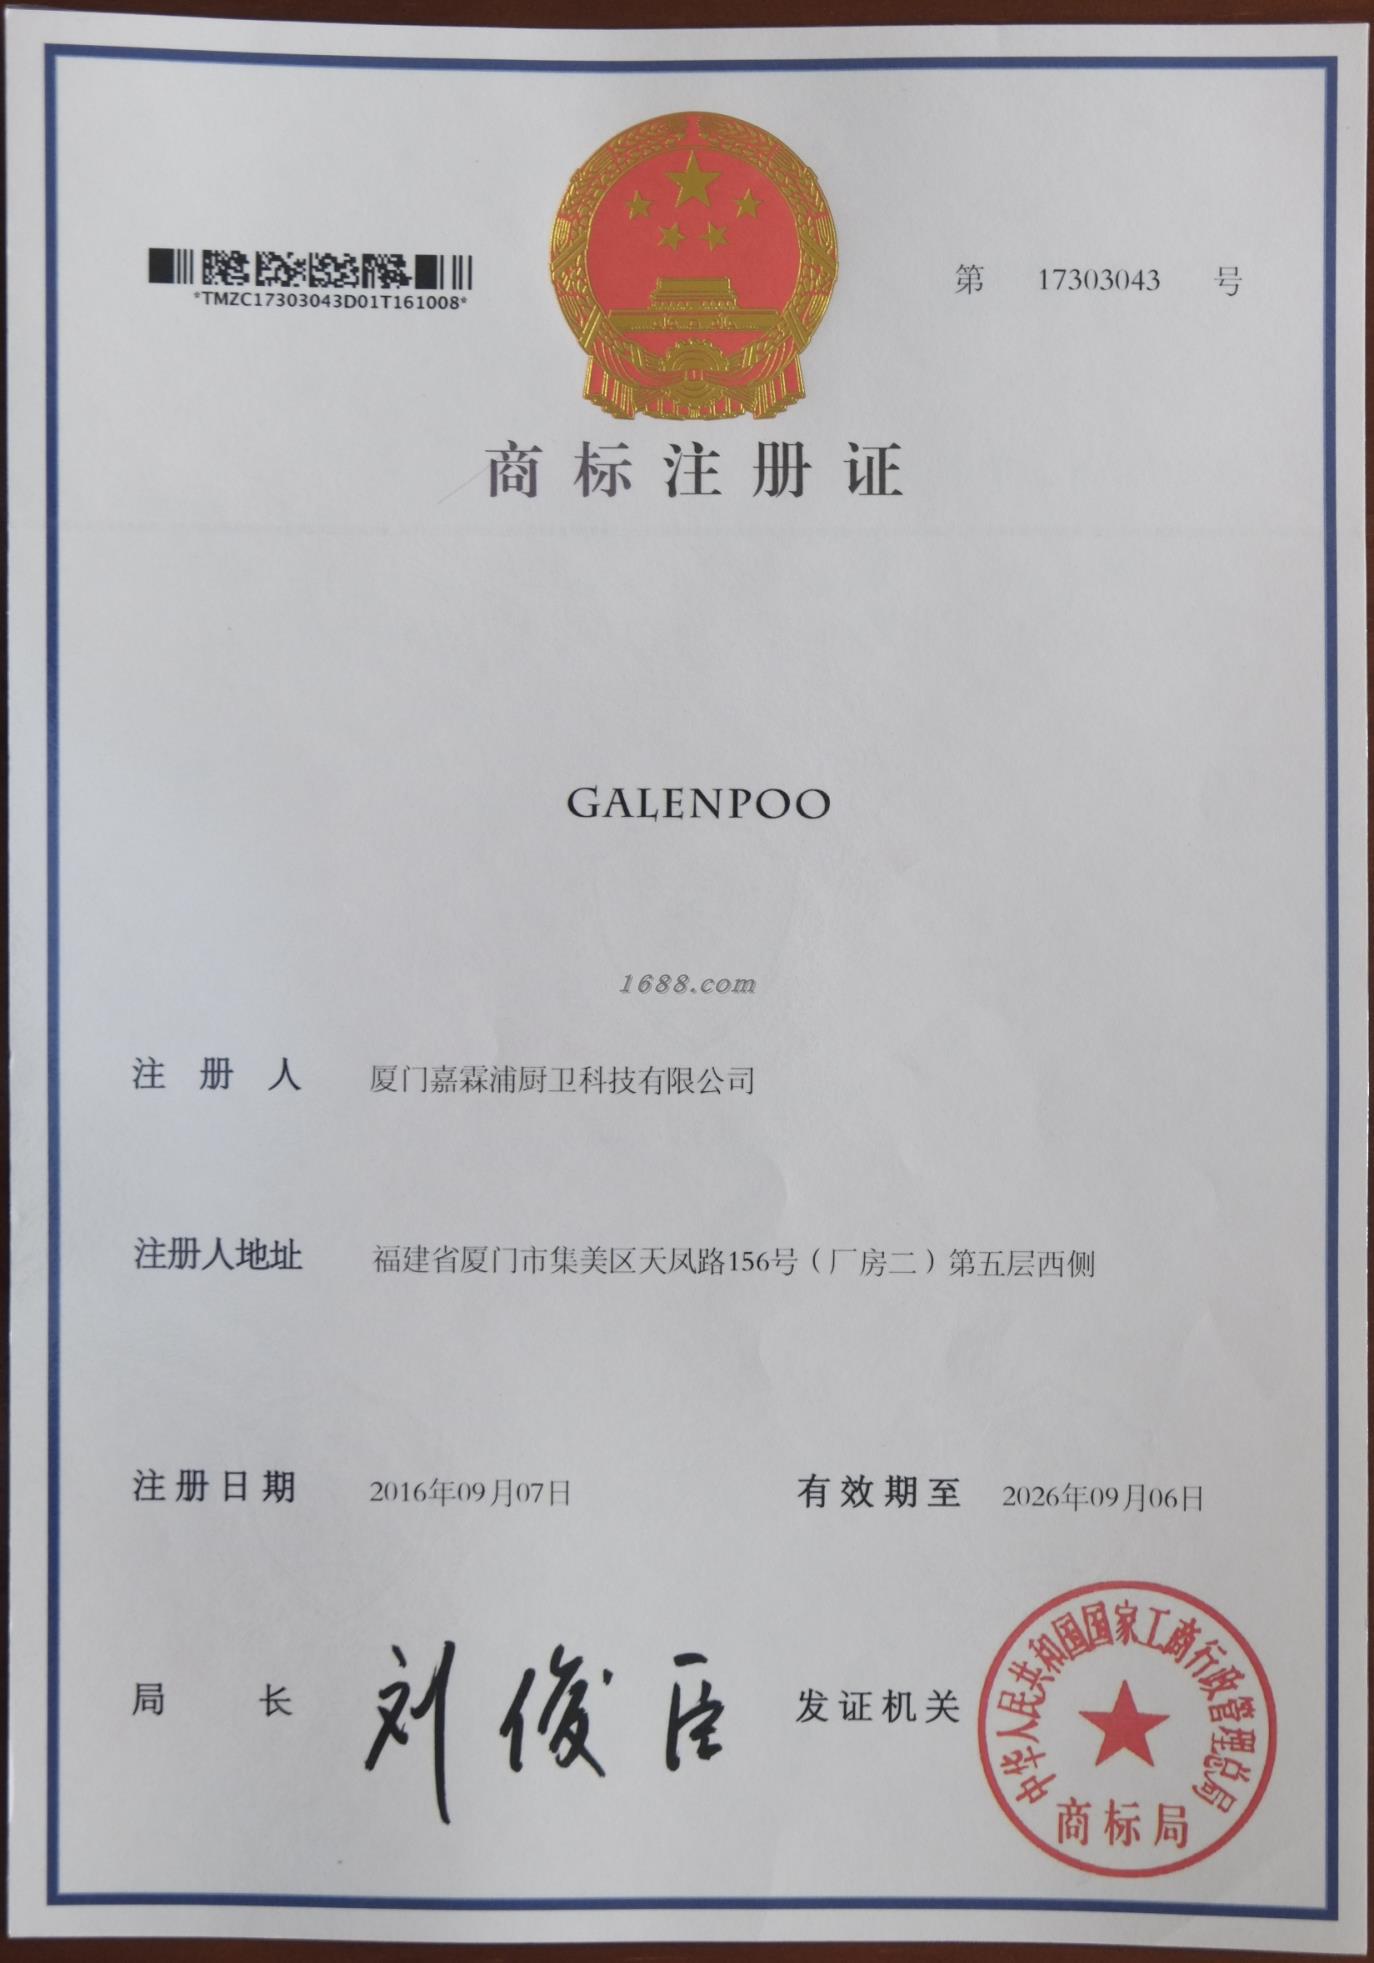 *TMZC17303043D01T161008*
第 17303043 号
商标注册证
GALENPOO
1688.com
注册人 厦门嘉霖浦厨卫科技有限公司
注册人地址 福建省厦门市集美区天凤路156号（厂房二）第五层西侧
注册日期 2016年09月07日 有效期至 2026年09月06日
局长 刘俊臣 发证机关
中华人民共和国国家工商行政管理总局
商标局